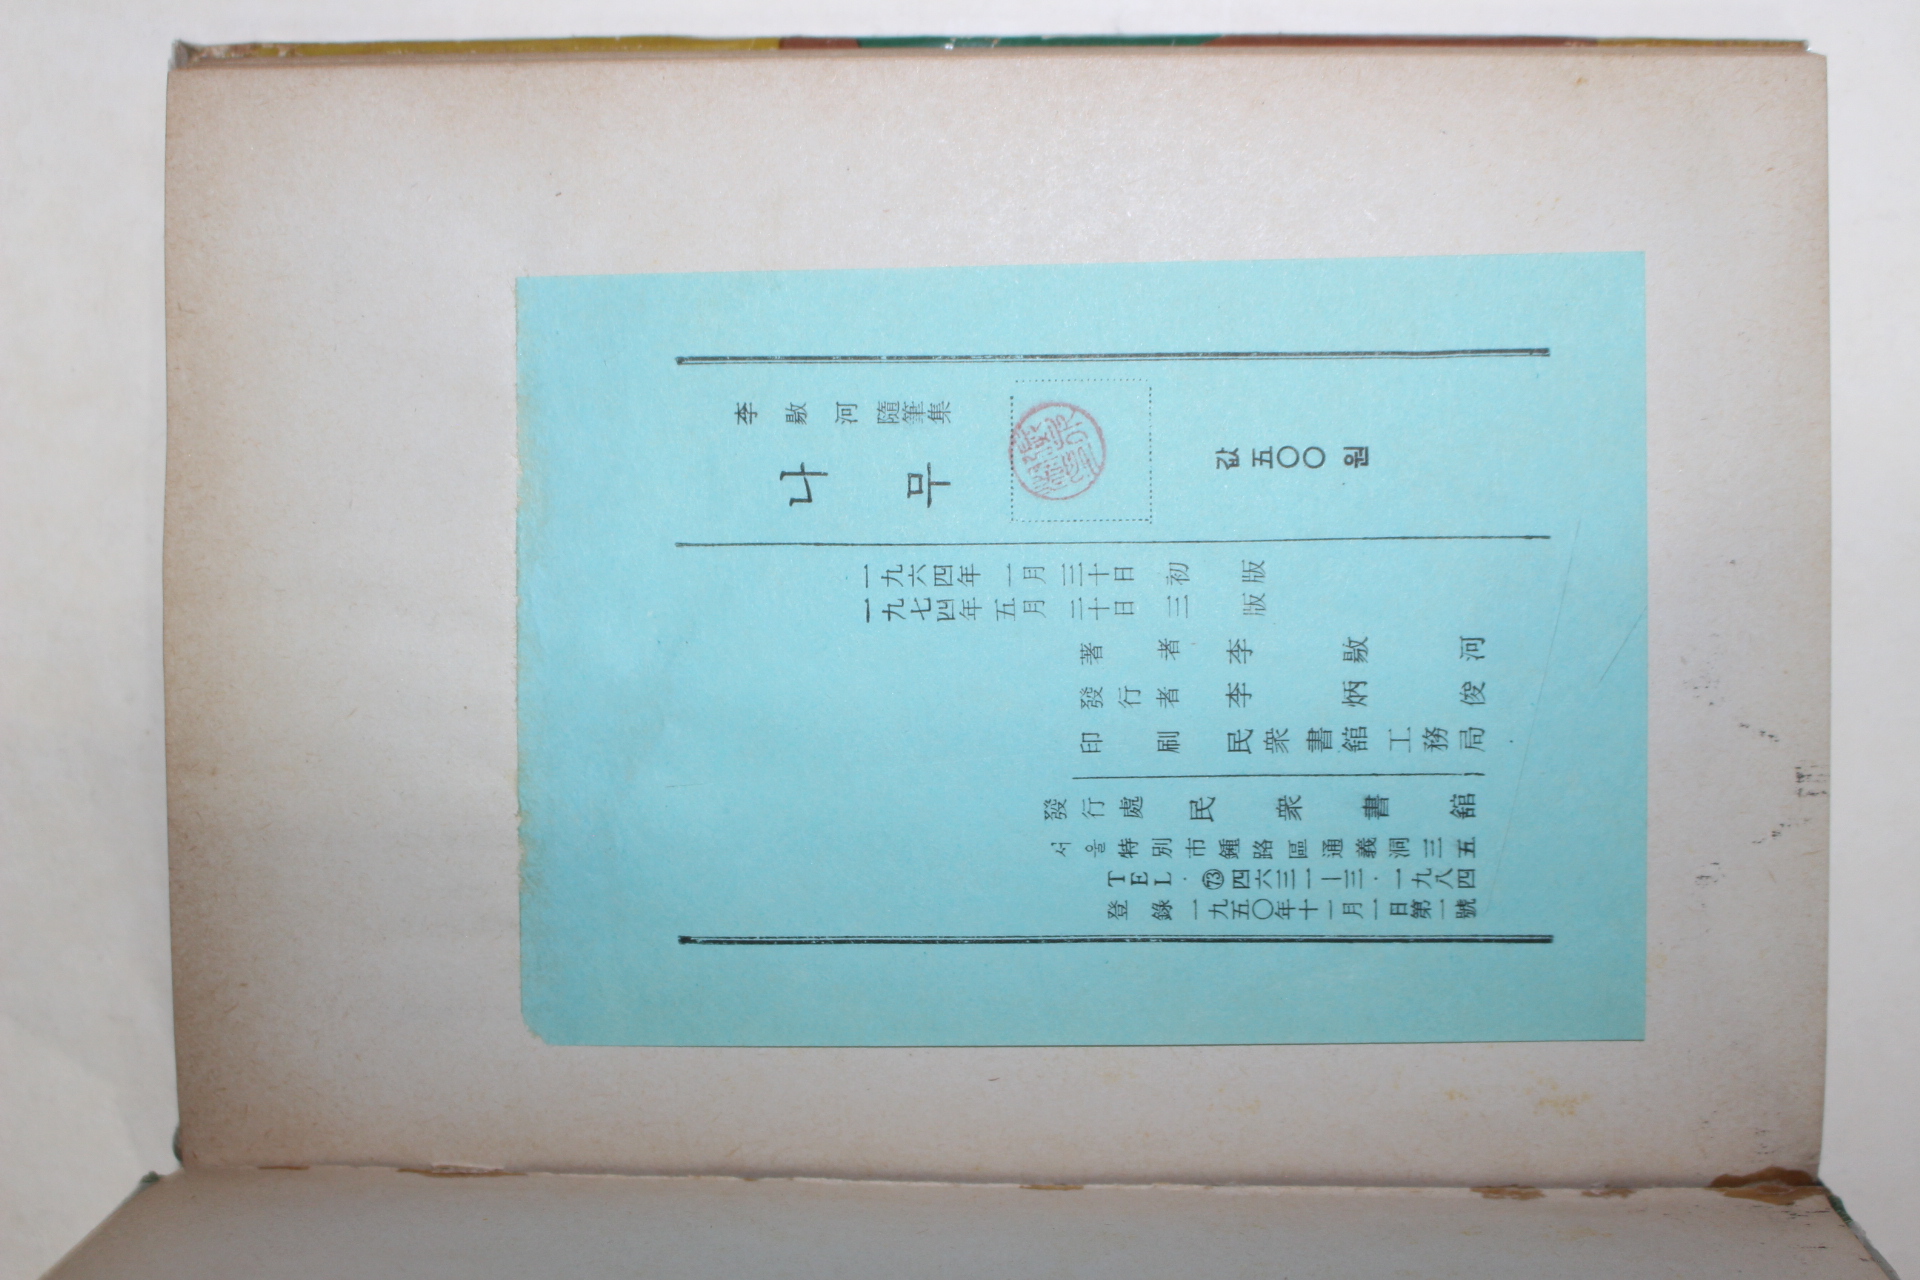 李敭河隨筆集
나무
값 五〇〇 원
一九六四年 一月 三十日 初版
一九七四年 五月 二十日 三版
著者 李敭河
發行者 李炳俊
印刷 民衆書舘工務局
發行處 民衆書舘
서울特別市鍾路區通義洞三五
TEL·73四六三一—三·一九八四
登錄一九五〇年十一月一日第一號